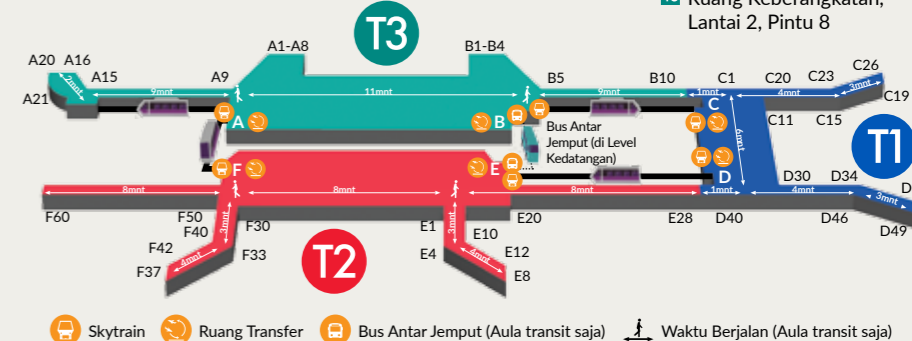 Ruang Keberangkatan,
Lantai 2, Pintu 8
T3
A1-A8
B1-B4
A20
A16
A15
A9
B5
B10
C1
C20
C23
C26
2mnt
9mnt
11mnt
9mnt
1mnt
4mnt
3mnt
A21
C19
C
C11
C15
A
B
Bus Antar
Jemput (di Level
Kedatangan)
6mnt
T1
F
E
D
8mnt
8mnt
8mnt
1mnt
4mnt
3mnt
D30
D34
D
F60
F50
F40
F30
E1
E10
E20
E28
D40
D46
D49
3mnt
3mnt
F42
F33
E4
E12
F37
4mnt
4mnt
E8
T2
Skytrain
Ruang Transfer
Bus Antar Jemput (Aula transit saja)
Waktu Berjalan (Aula transit saja)